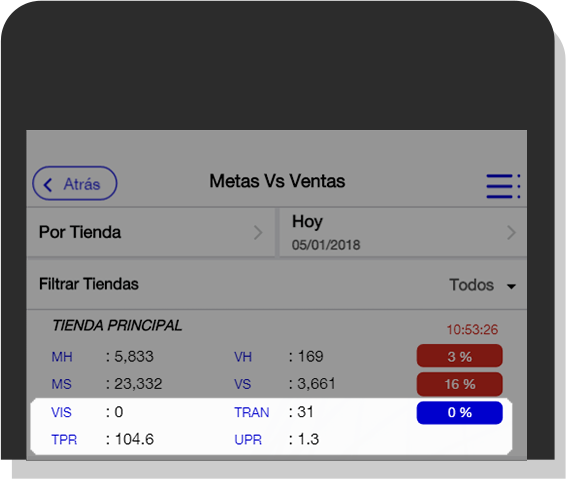 Atrás
Metas Vs Ventas
Por Tienda
Hoy
05/01/2018
Filtrar Tiendas Todos
TIENDA PRINCIPAL 10:53:26
MH : 5,833 VH : 169 3 %
MS : 23,332 VS : 3,661 16 %
VIS : 0 TRAN : 31 0 %
TPR : 104.6 UPR : 1.3